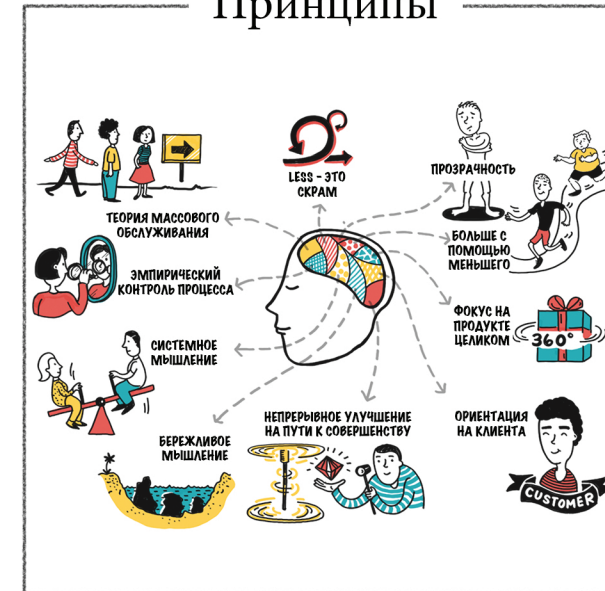 Принципы
LESS - ЭТО
СКРАМ
ПРОЗРАЧНОСТЬ
ТЕОРИЯ МАССОВОГО
ОБСЛУЖИВАНИЯ
БОЛЬШЕ С
ПОМОЩЬЮ
МЕНЬШЕГО
ЭМПИРИЧЕСКИЙ
КОНТРОЛЬ ПРОЦЕССА
ФОКУС НА
ПРОДУКТЕ
ЦЕЛИКОМ
360°
СИСТЕМНОЕ
МЫШЛЕНИЕ
БЕРЕЖЛИВОЕ
МЫШЛЕНИЕ
НЕПРЕРЫВНОЕ УЛУЧШЕНИЕ
НА ПУТИ К СОВЕРШЕНСТВУ
ОРИЕНТАЦИЯ
НА КЛИЕНТА
CUSTOMER